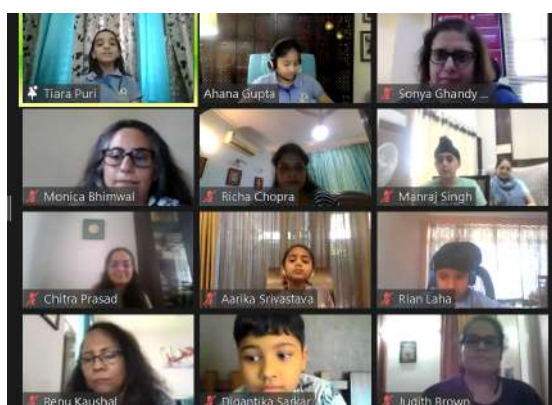 Tiara Puri
Ahana Gupta
Sonya Ghandy ...
Monica Bhimwal
Richa Chopra
Manraj Singh
Chitra Prasad
Aarika Srivastava
Rian Laha
Renu Kaushal
Digantika Sarkar
Judith Brown